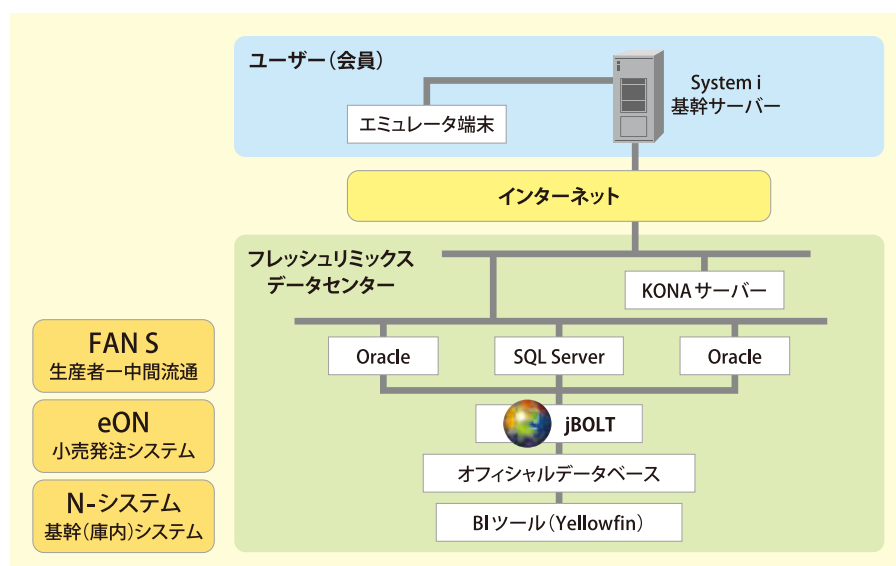 ユーザー（会員）
System i
基幹サーバー
エミュレータ端末
インターネット
フレッシュリミックス
データセンター
KONAサーバー
Oracle
SQL Server
Oracle
jBOLT
オフィシャルデータベース
BIツール（Yellowfin）
FAN S
生産者ー中間流通
eON
小売発注システム
N-システム
基幹（庫内）システム